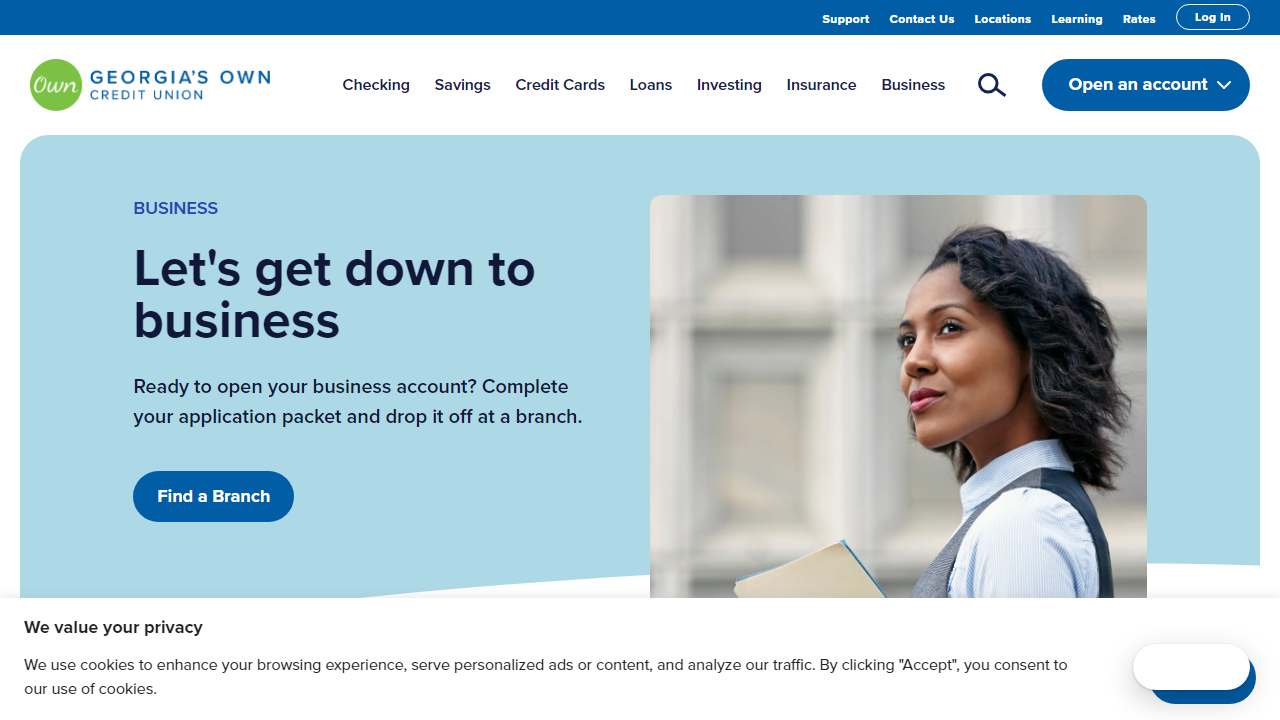 Support Contact Us Locations Learning Rates Log In
Own GEORGIA'S OWN
CREDIT UNION
Checking Savings Credit Cards Loans Investing Insurance Business Open an account
BUSINESS
Let's get down to
business
Ready to open your business account? Complete
your application packet and drop it off at a branch.
Find a Branch
We value your privacy
We use cookies to enhance your browsing experience, serve personalized ads or content, and analyze our traffic. By clicking "Accept", you consent to
our use of cookies.